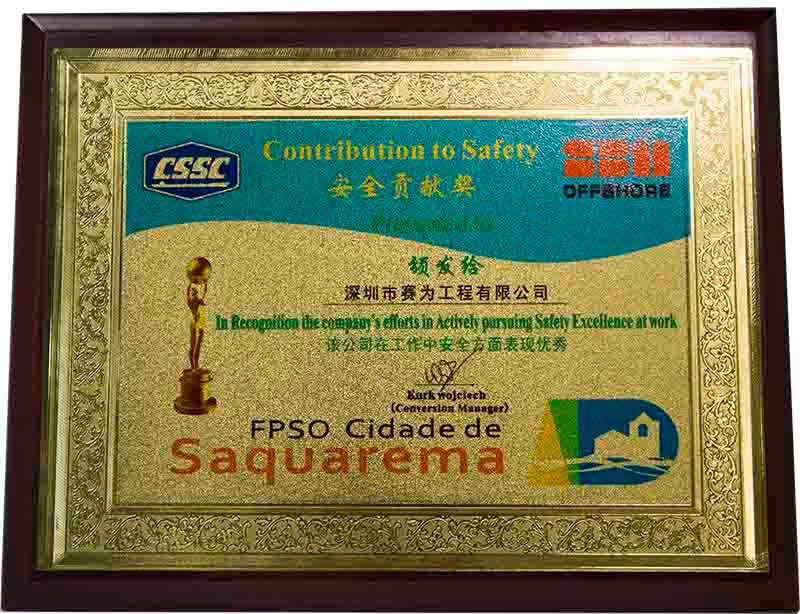 CSSC
Contribution to Safety
SBM
OFFSHORE
安全贡献奖
Presented to
颁发给
深圳市赛为工程有限公司
In Recognition the company's efforts in Actively pursuing Safety Excellence at work
该公司在工作中安全方面表现优秀
Kurk wojciech
(Conversion Manager)
FPSO Cidade de
Saquarema